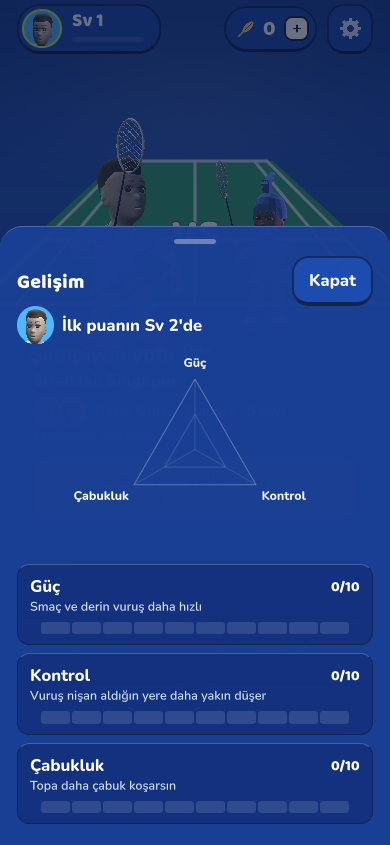 Sv 1
0
+
Gelişim
Kapat
İlk puanın Sv 2'de
Güç
Çabukluk
Kontrol
Güç
0/10
Smaç ve derin vuruş daha hızlı
Kontrol
0/10
Vuruş nişan aldığın yere daha yakın düşer
Çabukluk
0/10
Topa daha çabuk koşarsın